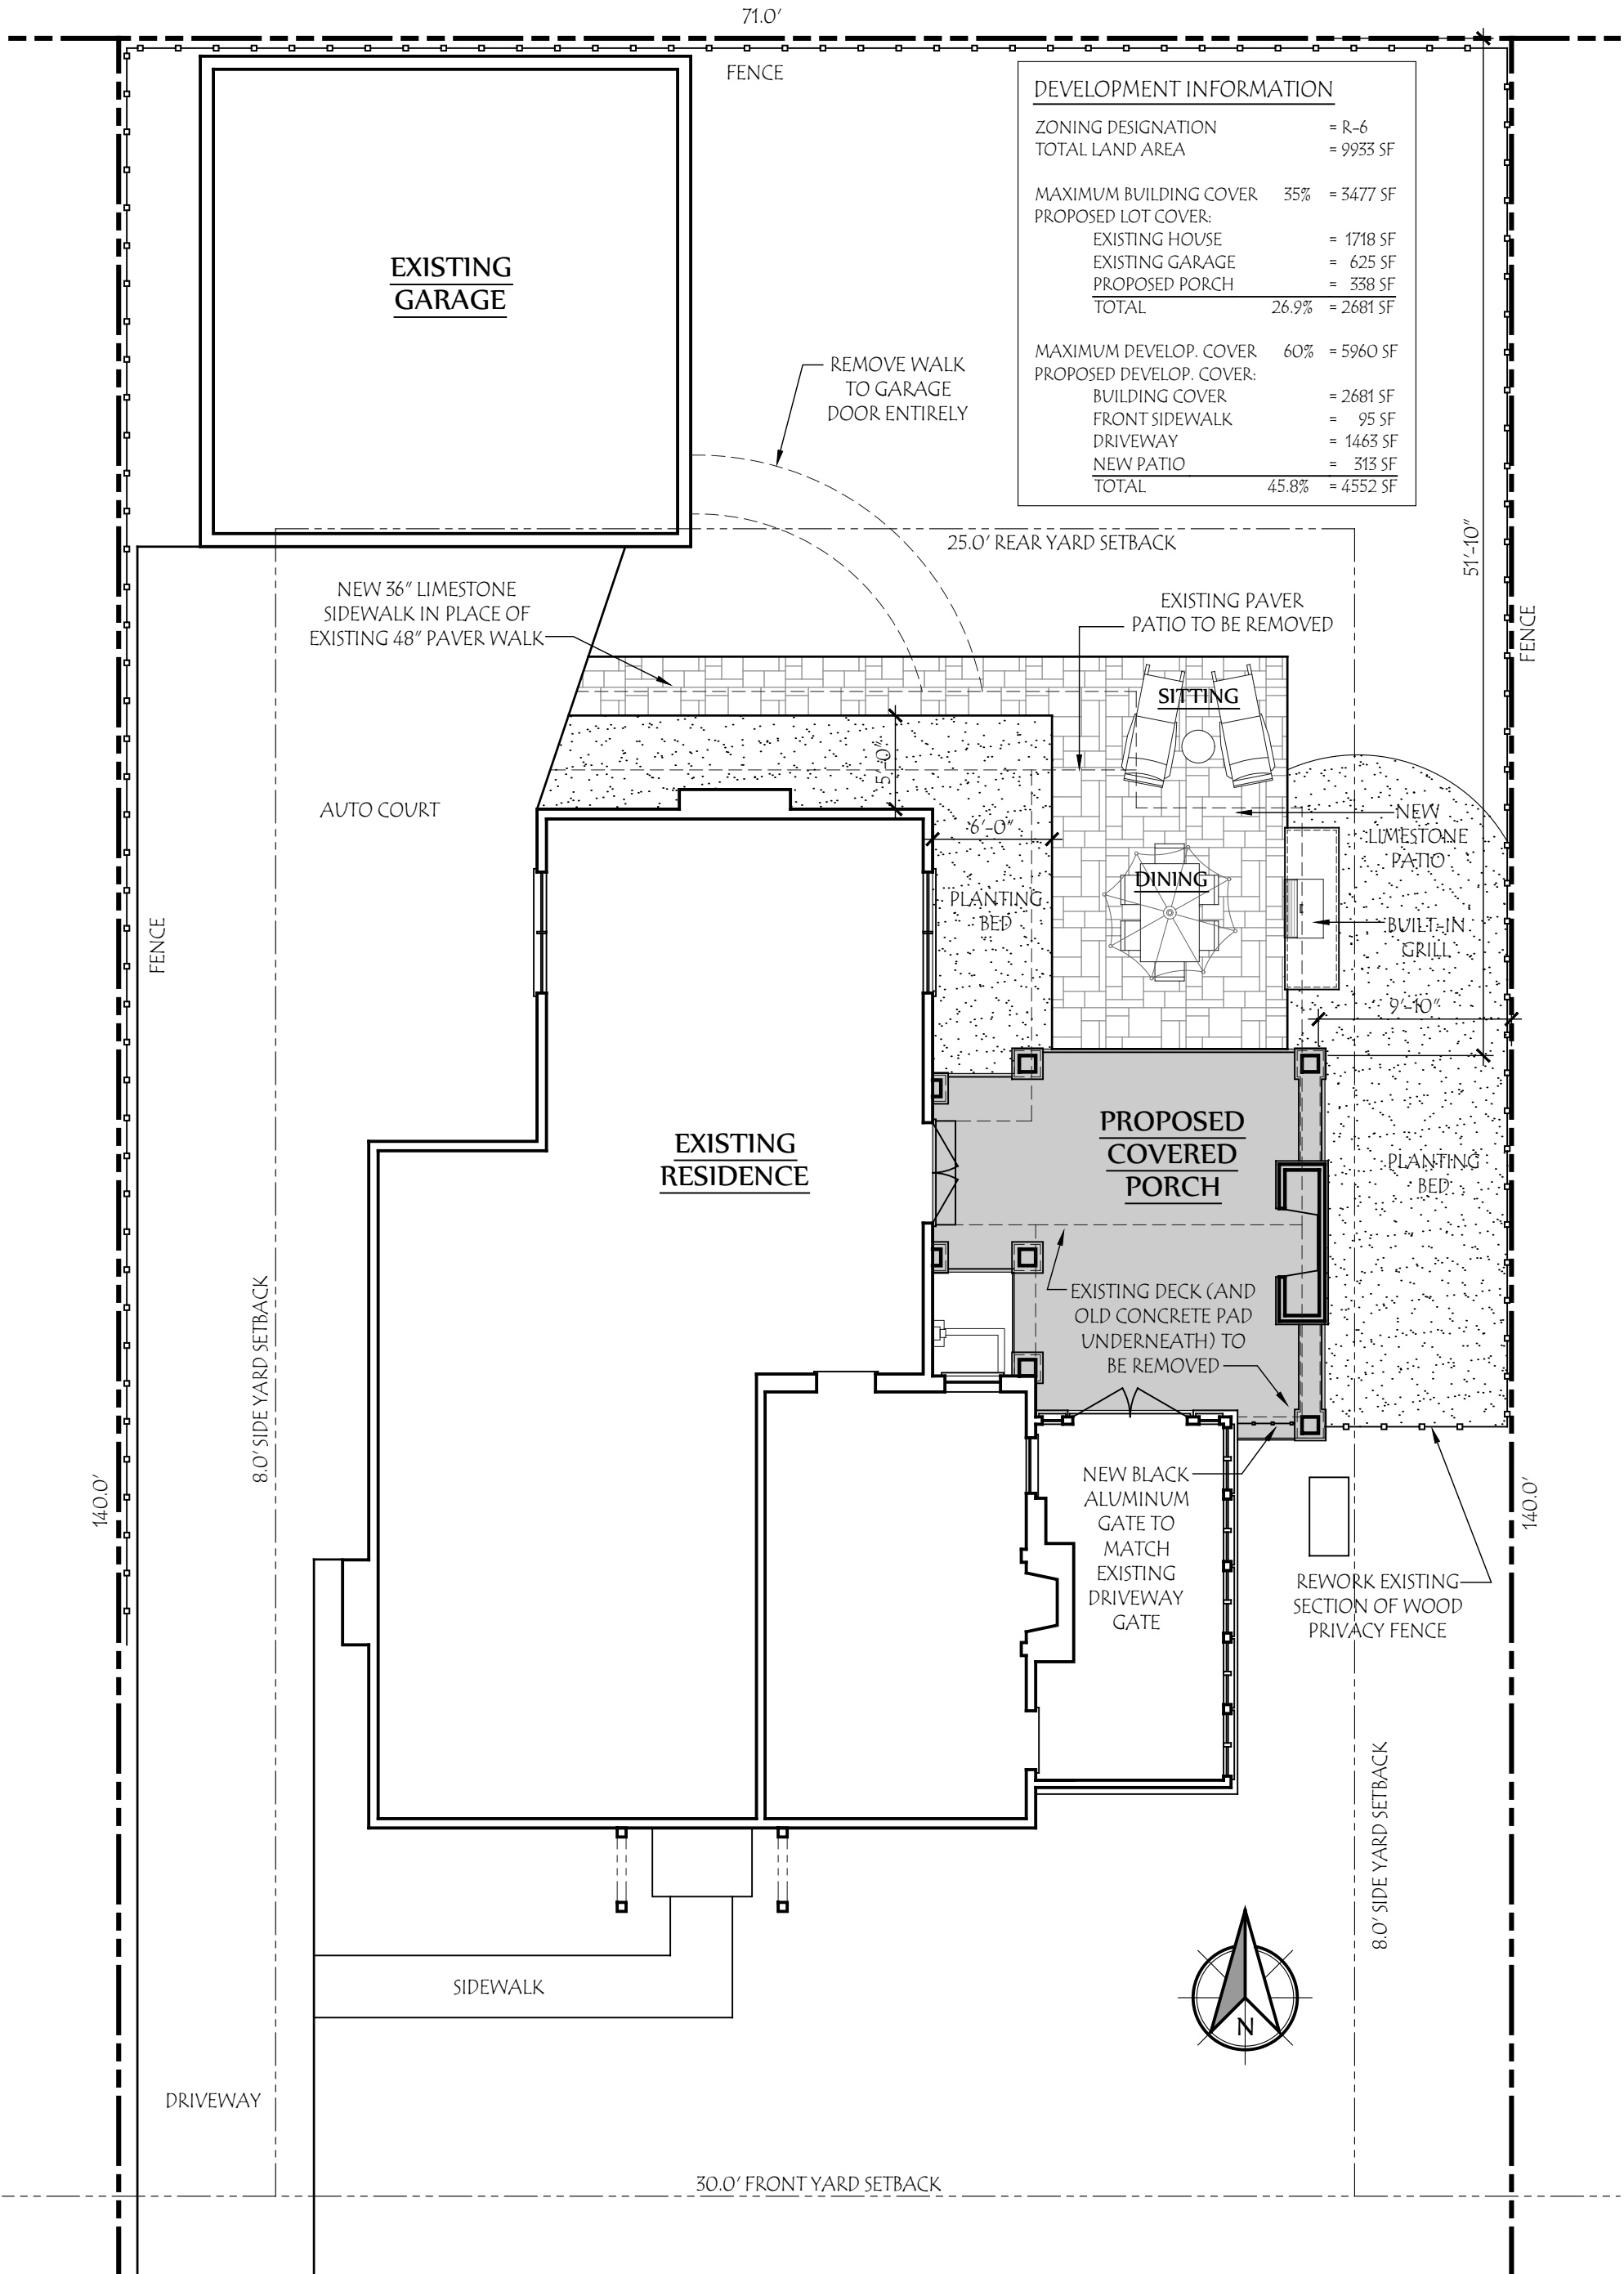 71.0'
FENCE
DEVELOPMENT INFORMATION
ZONING DESIGNATION = R-6
TOTAL LAND AREA = 9933 SF
MAXIMUM BUILDING COVER 35% = 3477 SF
PROPOSED LOT COVER:
EXISTING HOUSE = 1718 SF
EXISTING GARAGE = 625 SF
PROPOSED PORCH = 338 SF
TOTAL 26.9% = 2681 SF
MAXIMUM DEVELOP. COVER 60% = 5960 SF
PROPOSED DEVELOP. COVER:
BUILDING COVER = 2681 SF
FRONT SIDEWALK = 95 SF
DRIVEWAY = 1463 SF
NEW PATIO = 313 SF
TOTAL 45.8% = 4552 SF
EXISTING
GARAGE
REMOVE WALK
TO GARAGE
DOOR ENTIRELY
25.0' REAR YARD SETBACK
51'-10"
NEW 36" LIMESTONE
SIDEWALK IN PLACE OF
EXISTING 48" PAVER WALK
EXISTING PAVER
PATIO TO BE REMOVED
FENCE
SITTING
5'-0"
AUTO COURT
6'-0"
NEW
LIMESTONE
PATIO
DINING
PLANTING
BED
BUILT-IN
GRILL
FENCE
9'-10"
EXISTING
RESIDENCE
PROPOSED
COVERED
PORCH
PLANTING
BED
EXISTING DECK (AND
OLD CONCRETE PAD
UNDERNEATH) TO
BE REMOVED
8.0' SIDE YARD SETBACK
140.0'
NEW BLACK
ALUMINUM
GATE TO
MATCH
EXISTING
DRIVEWAY
GATE
140.0'
REWORK EXISTING
SECTION OF WOOD
PRIVACY FENCE
8.0' SIDE YARD SETBACK
SIDEWALK
N
DRIVEWAY
30.0' FRONT YARD SETBACK